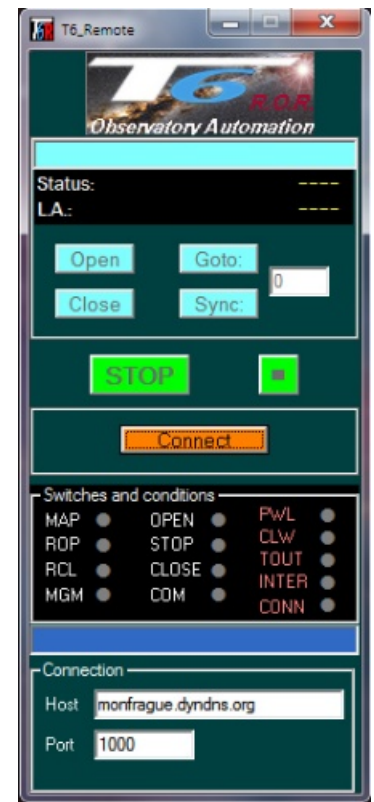 T6_Remote
T6
R.O.R.
Observatory Automation
Status: ----
L.A.: ----
Open Goto: 0
Close Sync:
STOP
Connect
Switches and conditions
MAP OPEN PWL
ROP STOP CLW
RCL CLOSE TOUT
MGM COM INTER
CONN
Connection
Host monfrague.dyndns.org
Port 1000